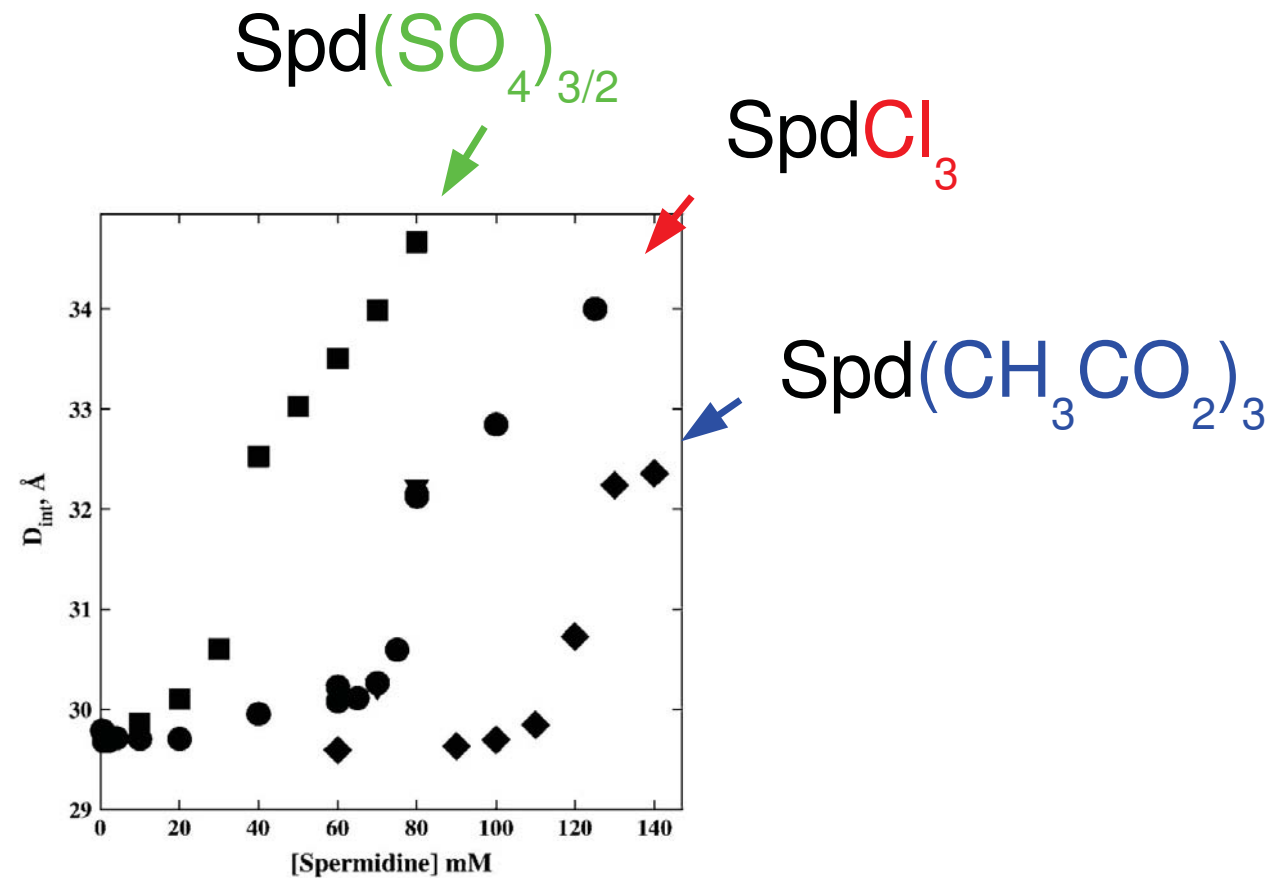 Spd(SO4)3/2
SpdCl3
Spd(CH3CO2)3
34
33
32
31
30
29
Dint, Å
0 20 40 60 80 100 120 140
[Spermidine] mM